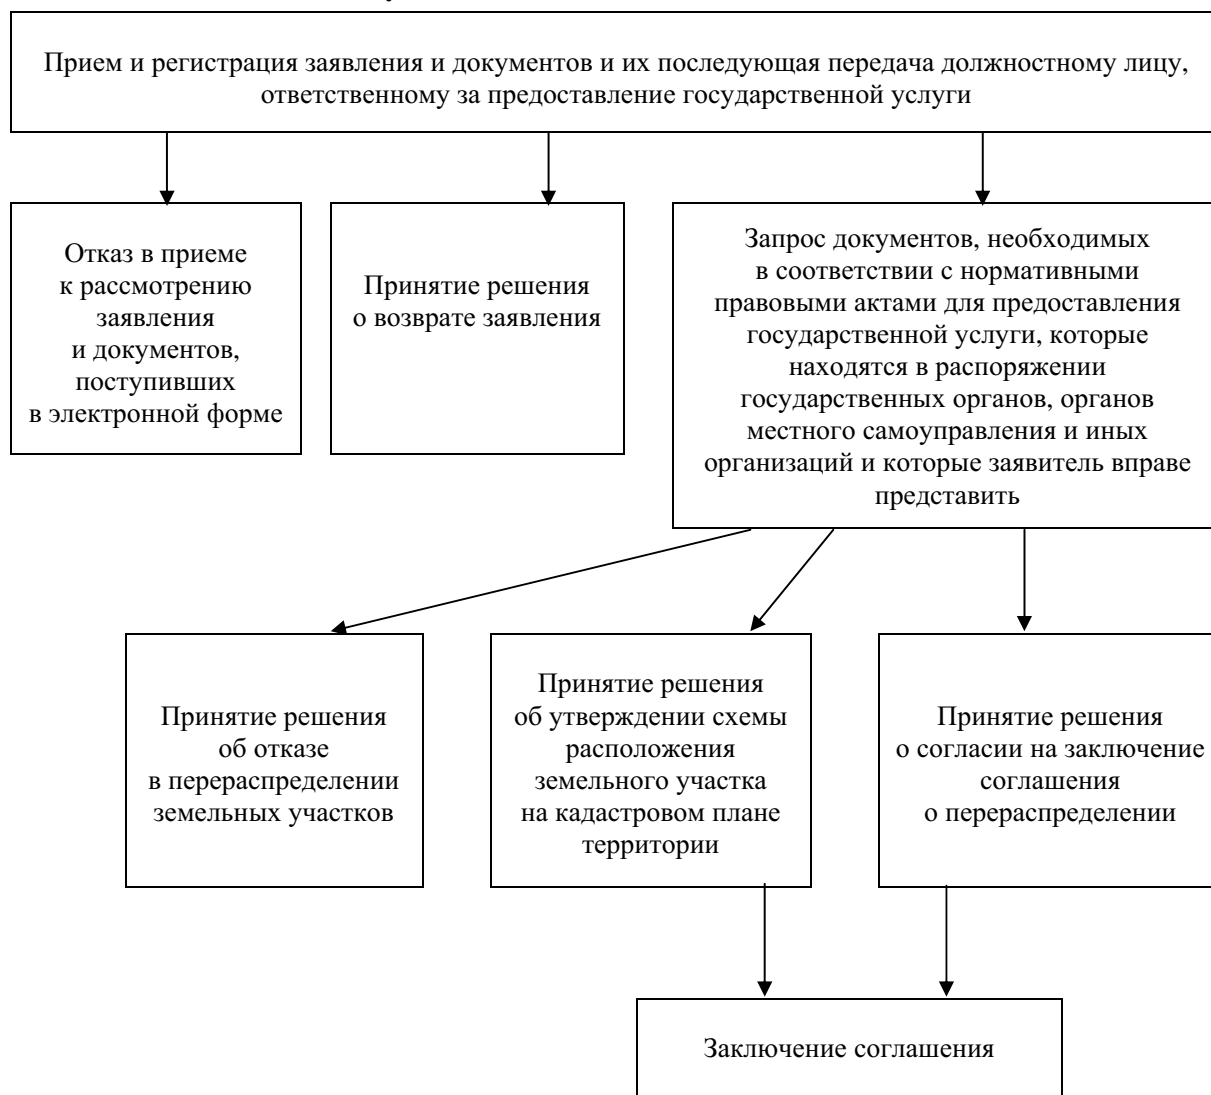 Прием и регистрация заявления и документов и их последующая передача должностному лицу,
ответственному за предоставление государственной услуги
Отказ в приеме
к рассмотрению
заявления
и документов,
поступивших
в электронной форме
Принятие решения
о возврате заявления
Запрос документов, необходимых
в соответствии с нормативными
правовыми актами для предоставления
государственной услуги, которые
находятся в распоряжении
государственных органов, органов
местного самоуправления и иных
организаций и которые заявитель вправе
представить
Принятие решения
об отказе
в перераспределении
земельных участков
Принятие решения
об утверждении схемы
расположения
земельного участка
на кадастровом плане
территории
Принятие решения
о согласии на заключение
соглашения
о перераспределении
Заключение соглашения